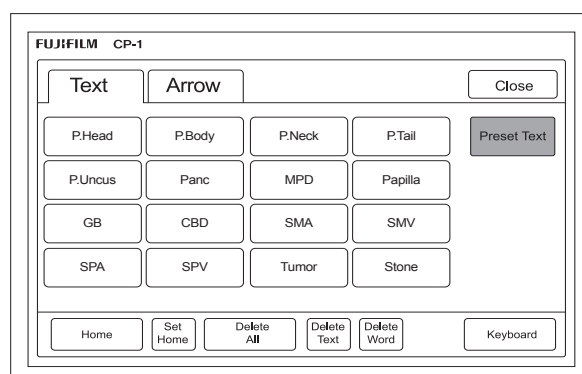 FUJIFILM CP-1
Text Arrow Close
P.Head P.Body P.Neck P.Tail Preset Text
P.Uncus Panc MPD Papilla
GB CBD SMA SMV
SPA SPV Tumor Stone
Home Set Home Delete All Delete Text Delete Word Keyboard